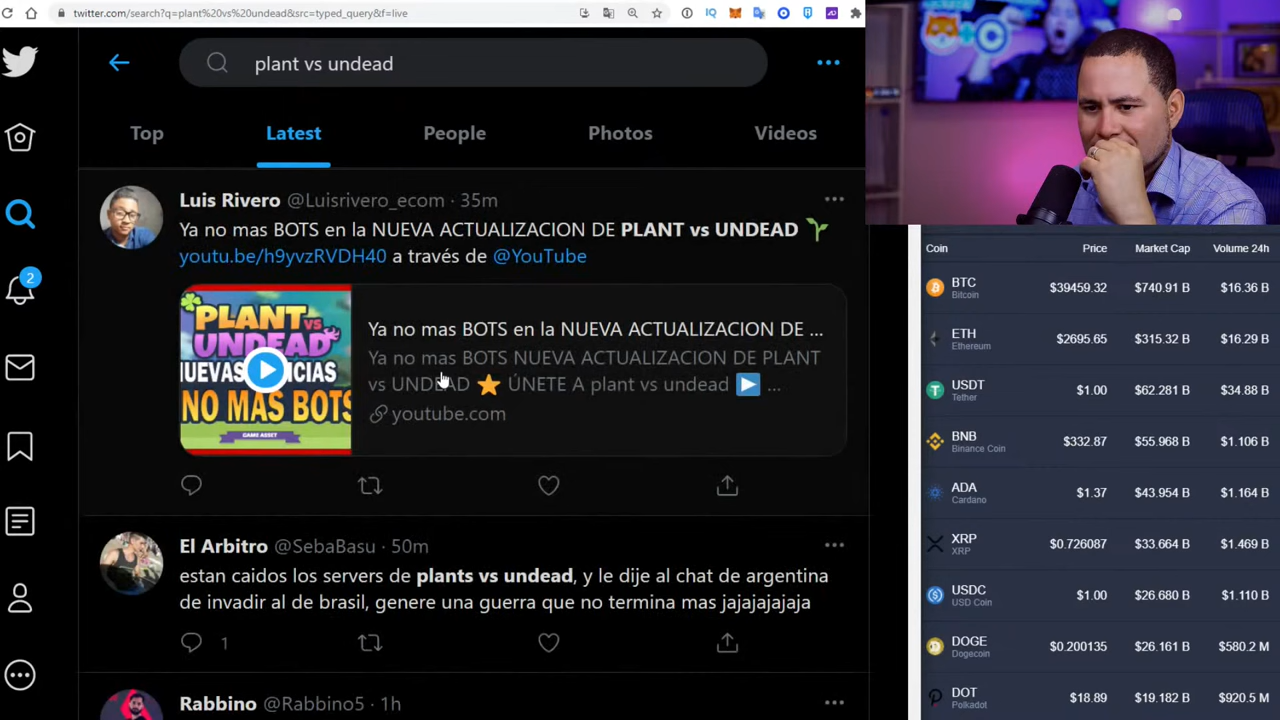 twitter.com/search?q=plant%20vs%20undead&src=typed_query&f=live
plant vs undead
Top
Latest
People
Photos
Videos
2
Luis Rivero @Luisrivero_ecom · 35m
Ya no mas BOTS en la NUEVA ACTUALIZACION DE PLANT vs UNDEAD
youtu.be/h9yvzRVDH40 a través de @YouTube
PLANT VS
UNDEAD
NUEVAS NOTICIAS
NO MAS BOTS
GAME ASSET
Ya no mas BOTS en la NUEVA ACTUALIZACION DE ...
Ya no mas BOTS NUEVA ACTUALIZACION DE PLANT
vs UNDEAD ⭐ ÚNETE A plant vs undead ▶ ...
youtube.com
El Arbitro @SebaBasu · 50m
estan caidos los servers de plants vs undead, y le dije al chat de argentina
de invadir al de brasil, genere una guerra que no termina mas jajajajajaja
1
Rabbino @Rabbino5 · 1h
Coin Price Market Cap Volume 24h
BTC $39459.32 $740.91 B $16.36 B
Bitcoin
ETH $2695.65 $315.32 B $16.29 B
Ethereum
USDT $1.00 $62.281 B $34.88 B
Tether
BNB $332.87 $55.968 B $1.106 B
Binance Coin
ADA $1.37 $43.954 B $1.164 B
Cardano
XRP $0.726087 $33.664 B $1.469 B
XRP
USDC $1.00 $26.680 B $1.110 B
USD Coin
DOGE $0.200135 $26.161 B $580.2 M
Dogecoin
DOT $18.89 $19.182 B $920.5 M
Polkadot